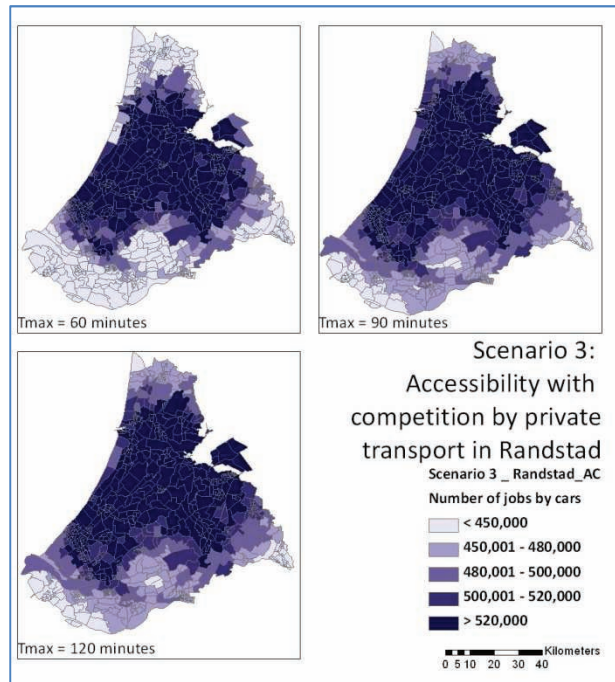 Tmax = 60 minutes
Tmax = 90 minutes
Tmax = 120 minutes
Scenario 3:
Accessibility with
competition by private
transport in Randstad
Scenario 3 _ Randstad_AC
Number of jobs by cars
< 450,000
450,001 - 480,000
480,001 - 500,000
500,001 - 520,000
> 520,000
Kilometers
0 5 10 20 30 40